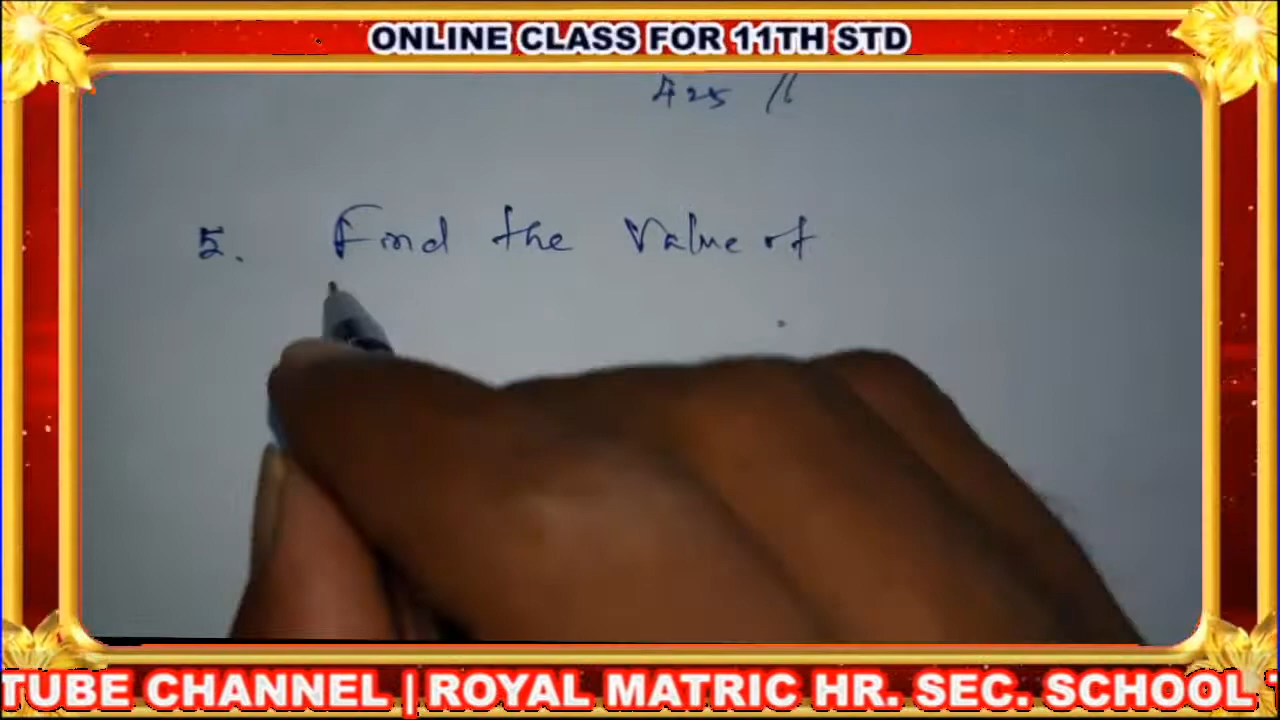 ONLINE CLASS FOR 11TH STD
425 //
5. Find the Value of
TUBE CHANNEL | ROYAL MATRIC HR. SEC. SCHOOL